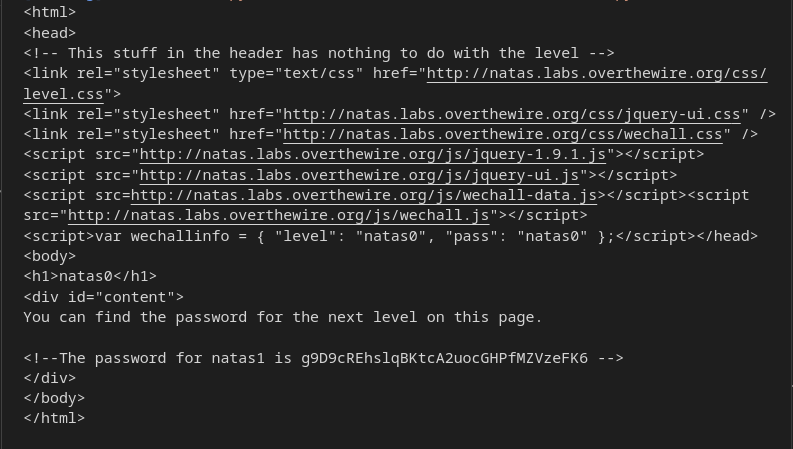 <html>
<head>
<!-- This stuff in the header has nothing to do with the level -->
<link rel="stylesheet" type="text/css" href="http://natas.labs.overthewire.org/css/
level.css">
<link rel="stylesheet" href="http://natas.labs.overthewire.org/css/jquery-ui.css" />
<link rel="stylesheet" href="http://natas.labs.overthewire.org/css/wechall.css" />
<script src="http://natas.labs.overthewire.org/js/jquery-1.9.1.js"></script>
<script src="http://natas.labs.overthewire.org/js/jquery-ui.js"></script>
<script src=http://natas.labs.overthewire.org/js/wechall-data.js></script><script
src="http://natas.labs.overthewire.org/js/wechall.js"></script>
<script>var wechallinfo = { "level": "natas0", "pass": "natas0" };</script></head>
<body>
<h1>natas0</h1>
<div id="content">
You can find the password for the next level on this page.

<!--The password for natas1 is g9D9cREhslqBKtcA2uocGHPfMZVzeFK6 -->
</div>
</body>
</html>